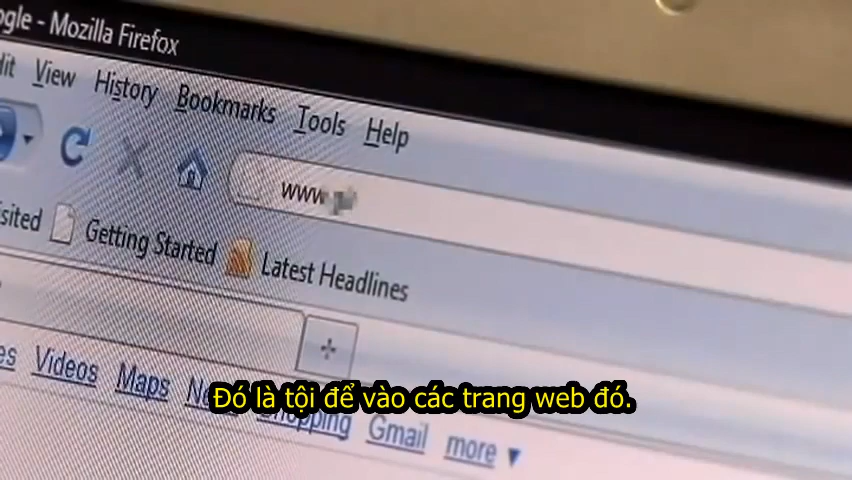 ogle - Mozilla Firefox
dit View History Bookmarks Tools Help
www.
isited Getting Started Latest Headlines
es Videos Maps Shopping Gmail more ▼
Đó là tội để vào các trang web đó.